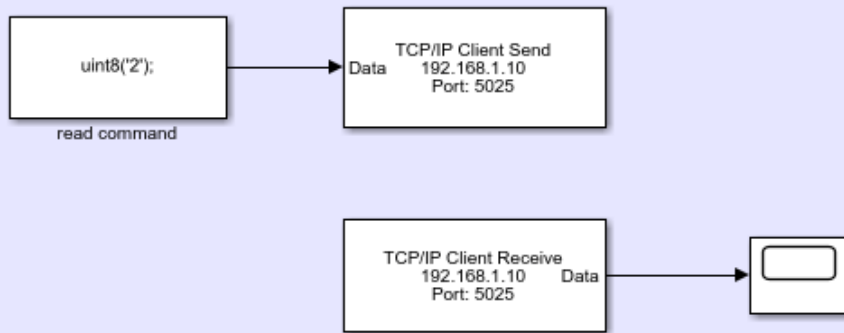 uint8('2');
read command
Data
TCP/IP Client Send
192.168.1.10
Port: 5025
TCP/IP Client Receive
192.168.1.10
Port: 5025
Data